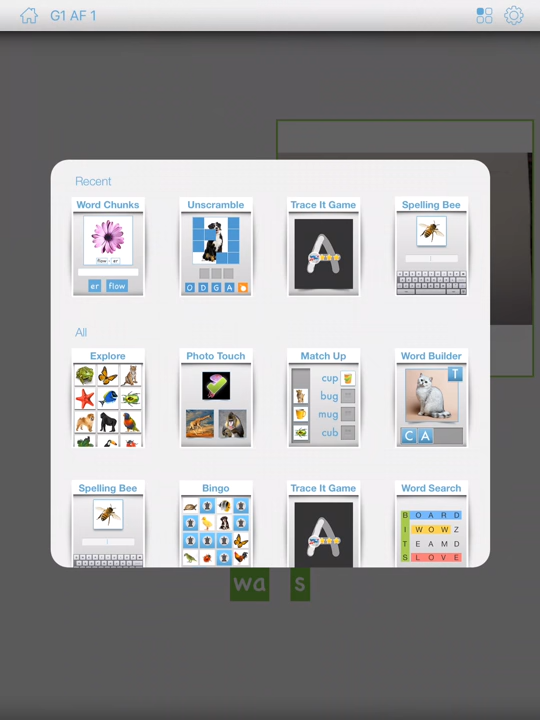 G1 AF 1
Recent
Word Chunks
Unscramble
Trace It Game
Spelling Bee
flow er
er flow
O D G A
A
All
Explore
Photo Touch
Match Up
Word Builder
cup
bug
mug
cub
T
C A
Spelling Bee
Bingo
Trace It Game
Word Search
A
B O A R D
I W O W Z
T E A M D
S L O V E
wa s